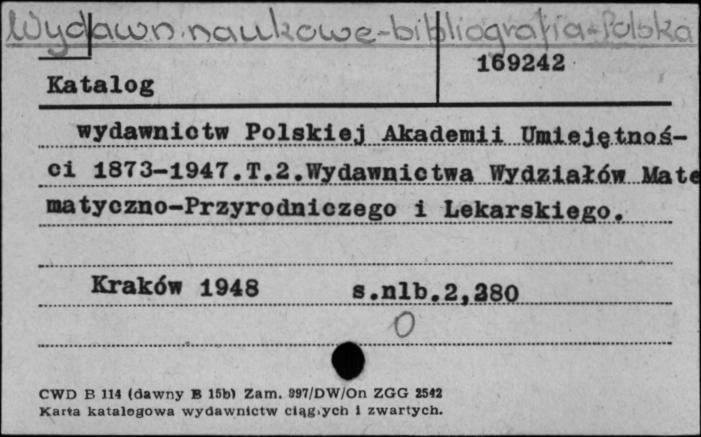 Wydawn. naukowe-bibliografia-Polska
169242
Katalog
wydawnictw Polskiej Akademii Umiejętnoś-
ci 1873-1947.T.2.Wydawnictwa Wydziałów Mate
matyczno-Przyrodniczego i Lekarskiego.
Kraków 1948 s.nlb.2,280
O
CWD B 114 (dawny B 15b) Zam. 997/DW/On ZGG 2542
Karta katalogowa wydawnictw ciągłych i zwartych.